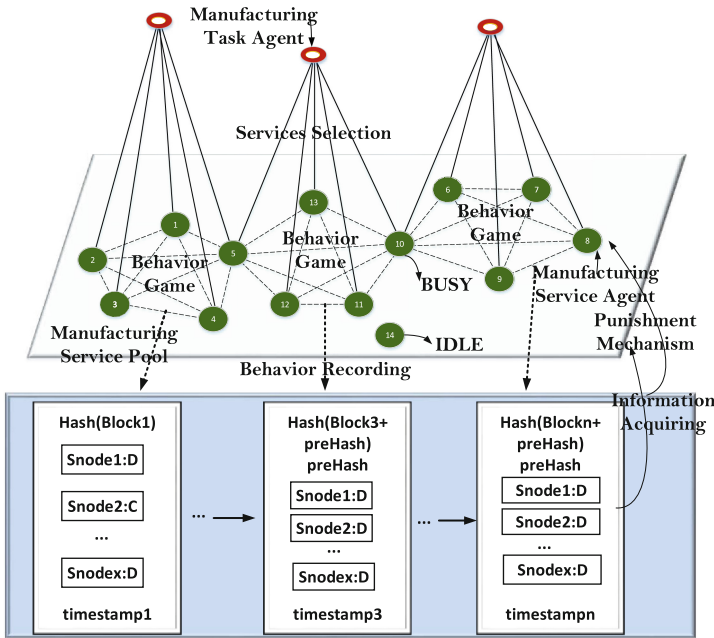 Manufacturing
Task Agent
Services Selection
6
7
13
1
Behavior
Game
Behavior
Game
Behavior
Game
2
5
10
8
BUSY
9
Manufacturing
Service Agent
3
4
12
11
Manufacturing
Service Pool
14
IDLE
Punishment
Mechanism
Behavior Recording
Information
Acquiring
Hash(Block1)
Snode1:D
Snode2:C
...
Snodex:D
timestamp1
...
Hash(Block3+
preHash)
preHash
Snode1:D
Snode2:D
...
Snodex:D
timestamp3
...
Hash(Blockn+
preHash)
preHash
Snode1:D
Snode2:D
...
Snodex:D
timestampn